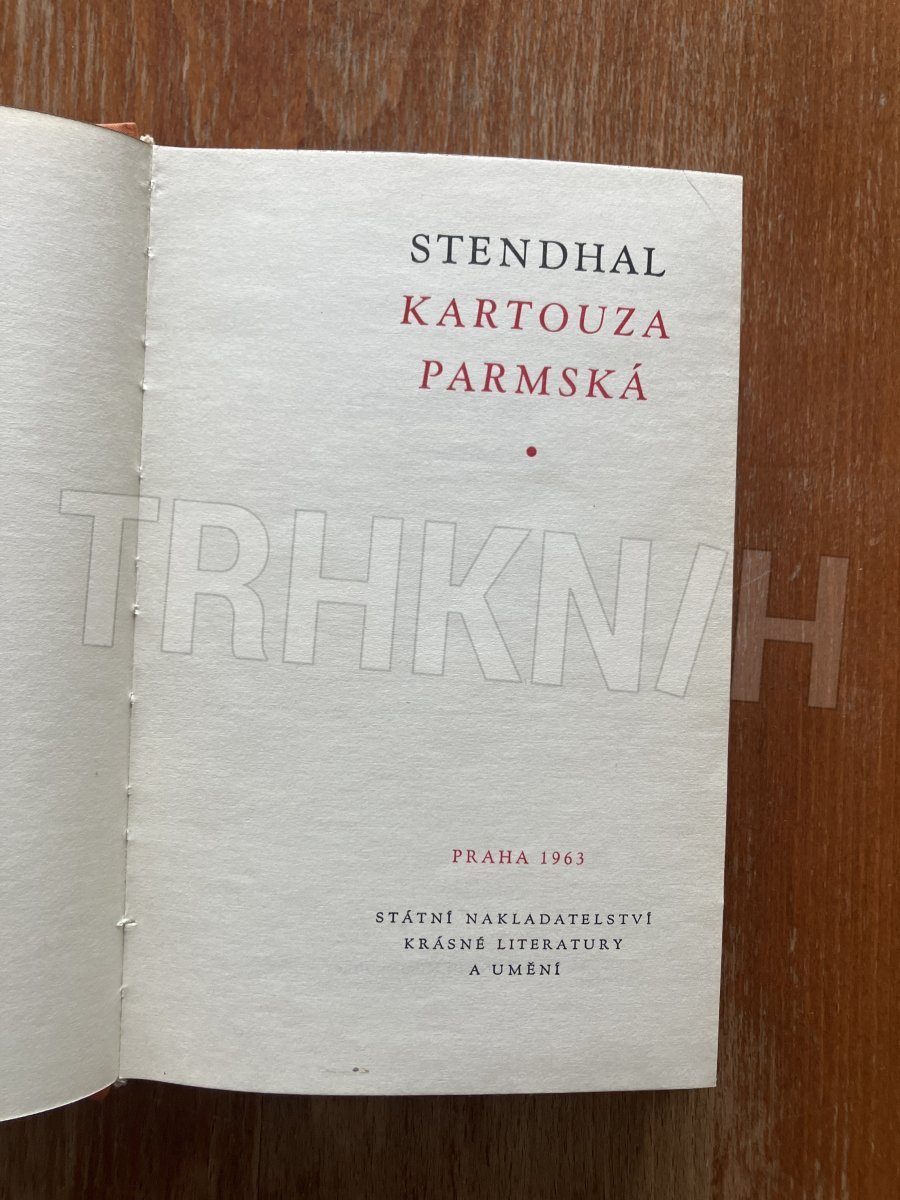 STENDHAL
KARTOUZA
PARMSKÁ
TRHKNIH
PRAHA 1963
STÁTNÍ NAKLADATELSTVÍ
KRÁSNÉ LITERATURY
A UMĚNÍ